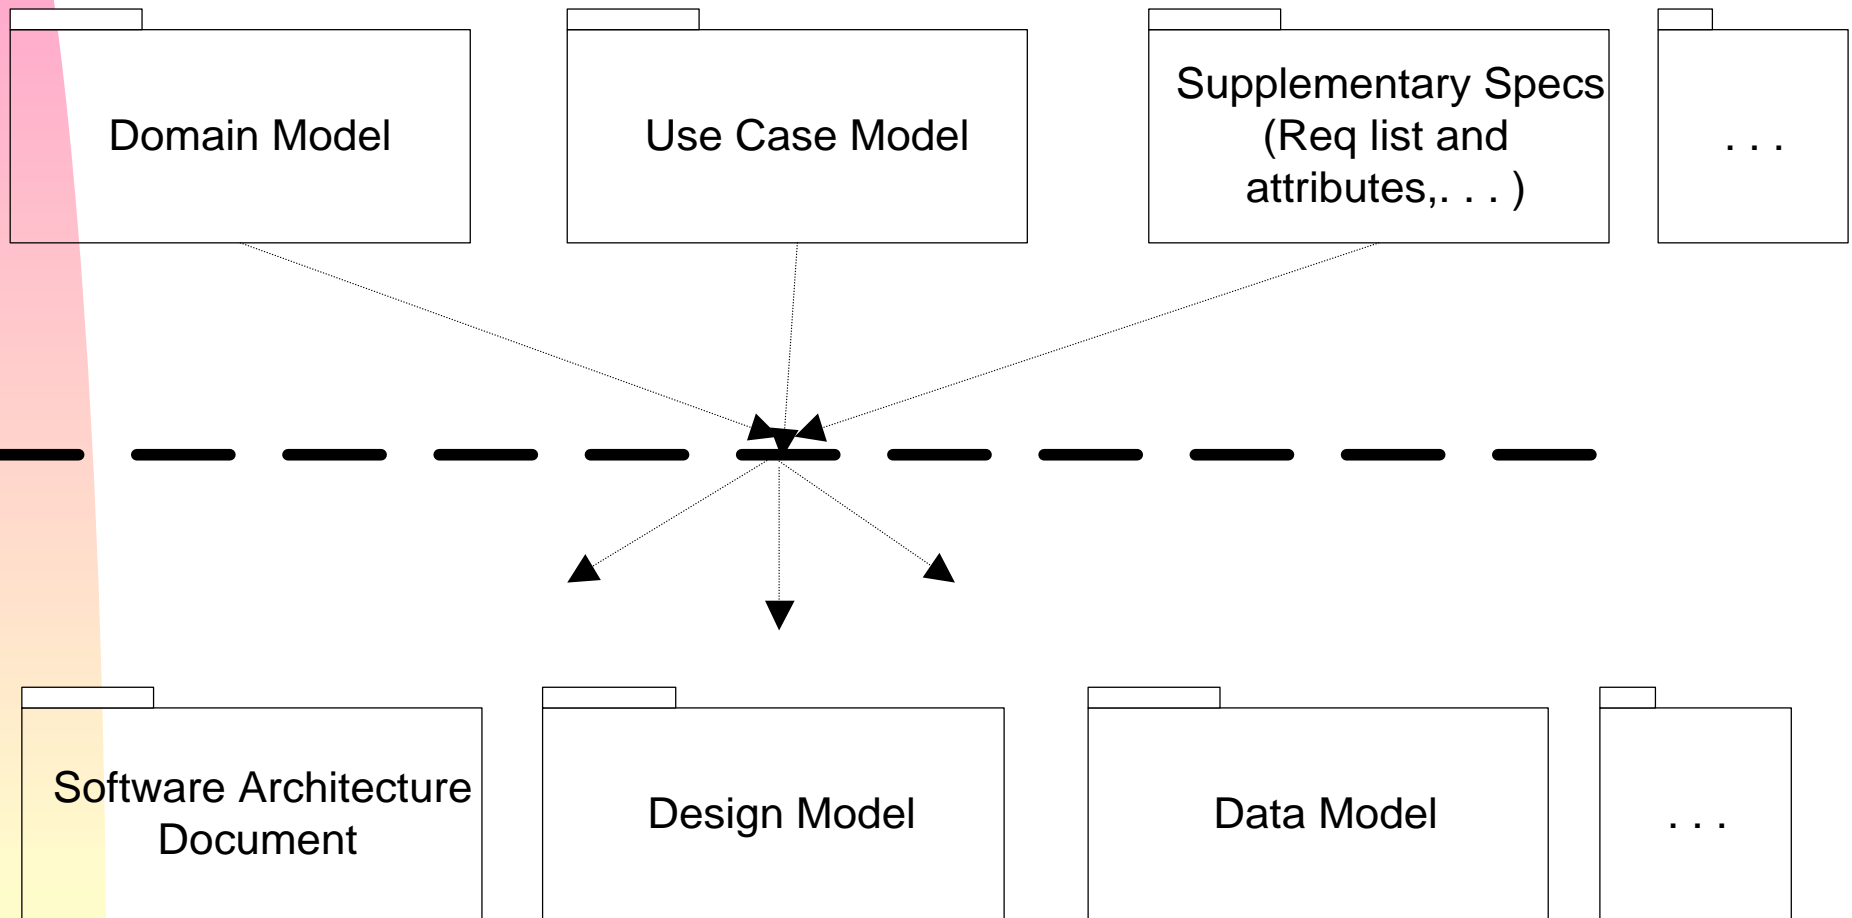 Domain Model
Use Case Model
Supplementary Specs
(Req list and
attributes,. . . )
. . .
Software Architecture
Document
Design Model
Data Model
. . .